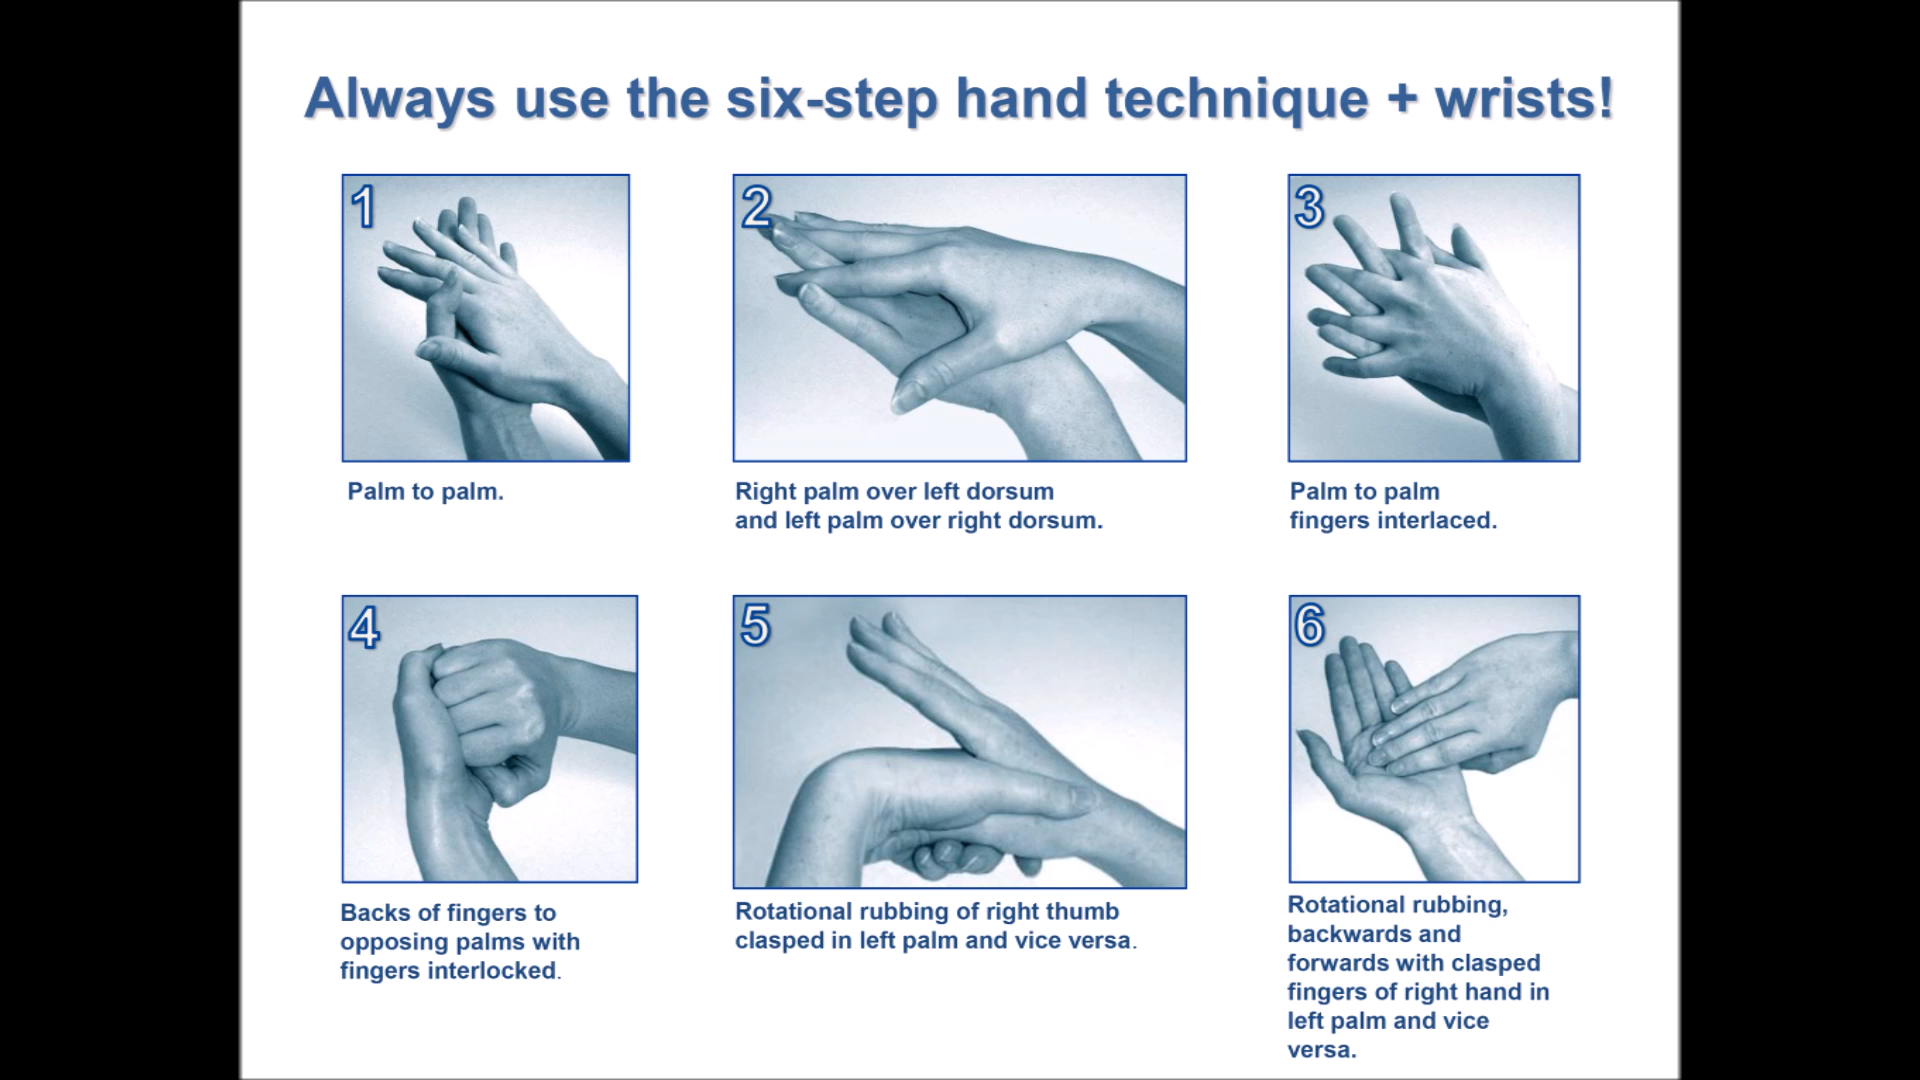 Always use the six-step hand technique + wrists!
1
2
3
Palm to palm.
Right palm over left dorsum
and left palm over right dorsum.
Palm to palm
fingers interlaced.
4
5
6
Backs of fingers to
opposing palms with
fingers interlocked.
Rotational rubbing of right thumb
clasped in left palm and vice versa.
Rotational rubbing,
backwards and
forwards with clasped
fingers of right hand in
left palm and vice
versa.